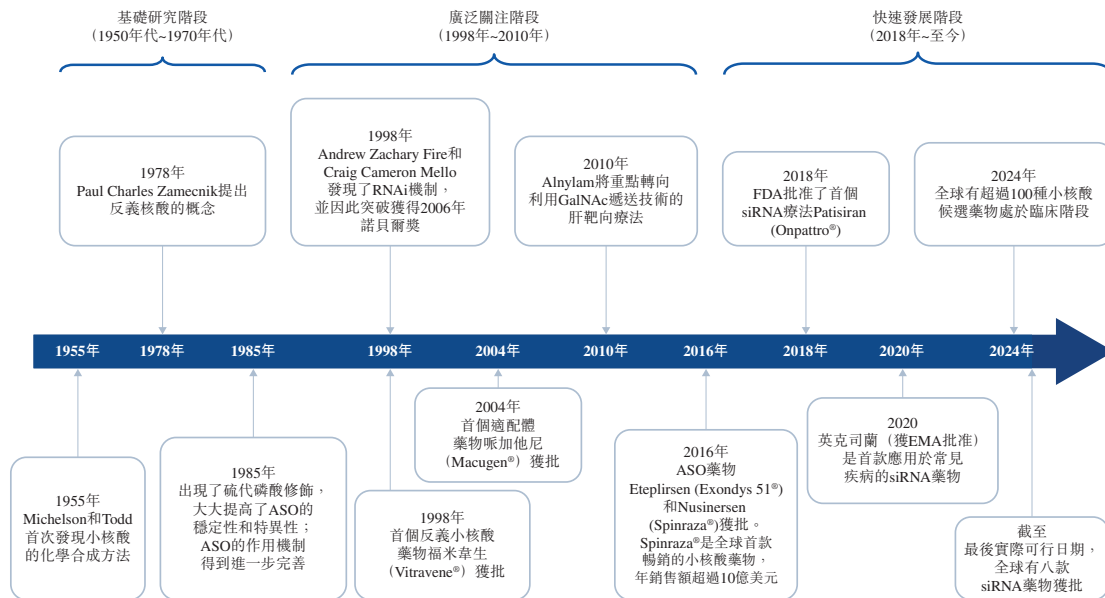 基礎研究階段
(1950年代~1970年代)
廣泛關注階段
(1998年~2010年)
快速發展階段
(2018年~至今)
1978年
Paul Charles Zamecnik提出
反義核酸的概念
1998年
Andrew Zachary Fire和
Craig Cameron Mello
發現了RNAi機制，
並因此突破獲得2006年
諾貝爾獎
2010年
Alnylam將重點轉向
利用GalNAc遞送技術的
肝靶向療法
2018年
FDA批准了首個
siRNA療法Patisiran
(Onpattro®)
2024年
全球有超過100種小核酸
候選藥物處於臨床階段
1955年 1978年 1985年 1998年 2004年 2010年 2016年 2018年 2020年 2024年
1955年
Michelson和Todd
首次發現小核酸
的化學合成方法
1985年
出現了硫代磷酸修飾，
大大提高了ASO的
穩定性和特異性；
ASO的作用機制
得到進一步完善
1998年
首個反義小核酸
藥物福米韋生
(Vitravene®) 獲批
2004年
首個適配體
藥物哌加他尼
(Macugen®) 獲批
2016年
ASO藥物
Eteplirsen (Exondys 51®)
和Nusinersen
(Spinraza®)獲批。
Spinraza®是全球首款
暢銷的小核酸藥物，
年銷售額超過10億美元
2020
英克司蘭 (獲EMA批准)
是首款應用於常見
疾病的siRNA藥物
截至
最後實際可行日期，
全球有八款
siRNA藥物獲批